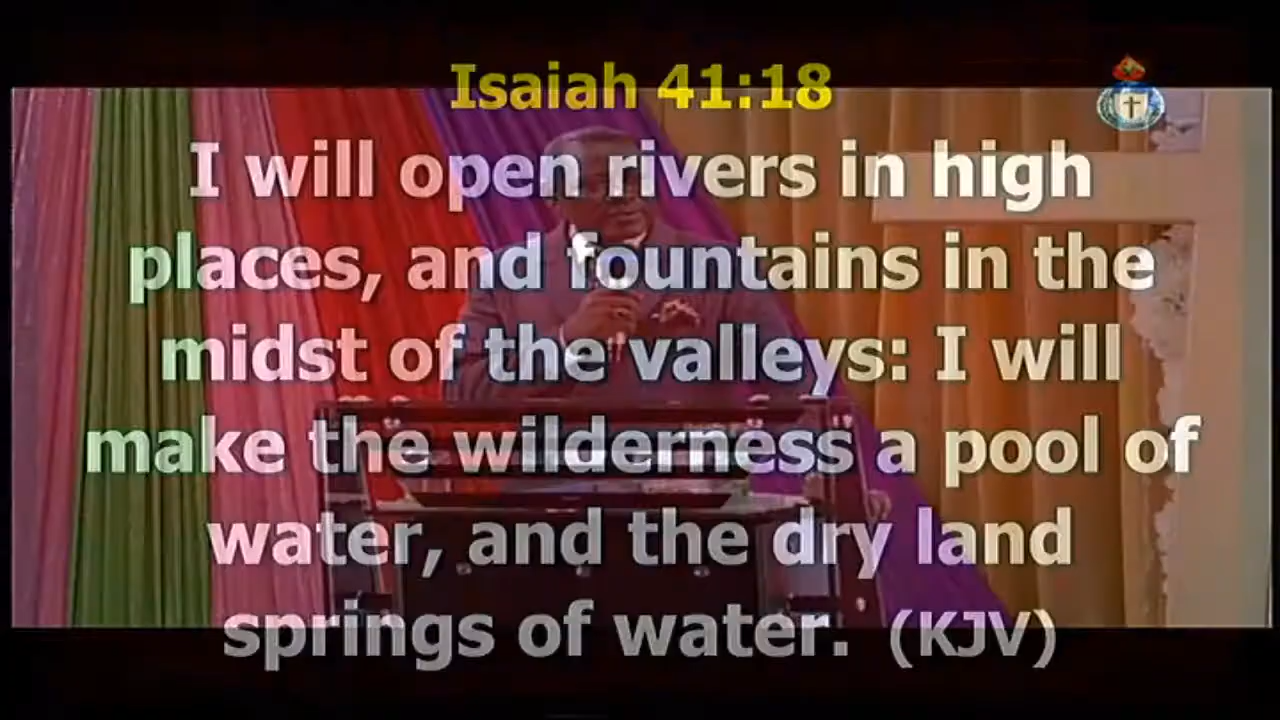 Isaiah 41:18
I will open rivers in high
places, and fountains in the
midst of the valleys: I will
make the wilderness a pool of
water, and the dry land
springs of water. (KJV)